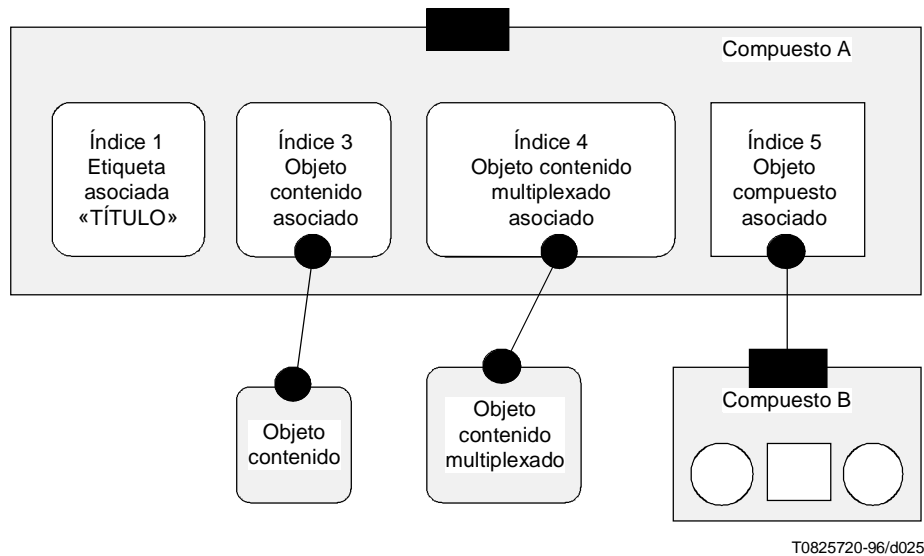 Compuesto A
Índice 1
Etiqueta
asociada
«TÍTULO»
Índice 3
Objeto
contenido
asociado
Índice 4
Objeto contenido
multiplexado
asociado
Índice 5
Objeto
compuesto
asociado
Objeto
contenido
Objeto
contenido
multiplexado
Compuesto B
T0825720-96/d025